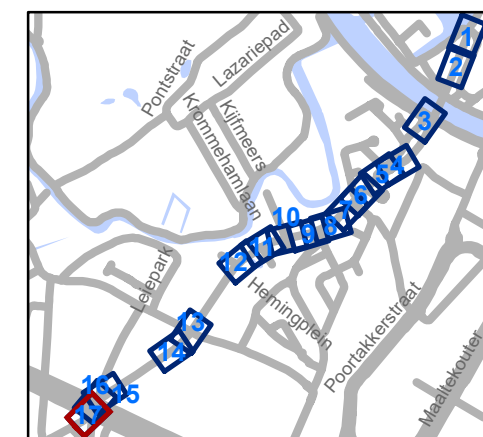 1
2
3
Pontstraat
Lazariepad
Krommehamlaan
Kijfmeers
4
5
6
7
8
9
10
11
12
Hemingplein
Leiepark
Poortakkerstraat
Maaltekouter
13
14
15
16
17